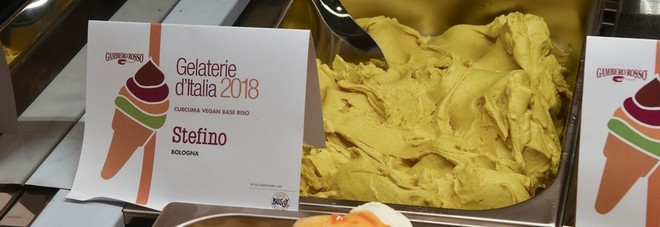 GAMBERO ROSSO
Gelaterie
d'Italia 2018
CURCUMA VEGAN BASE RISO
Stefino
BOLOGNA
GAMBERO ROSSO